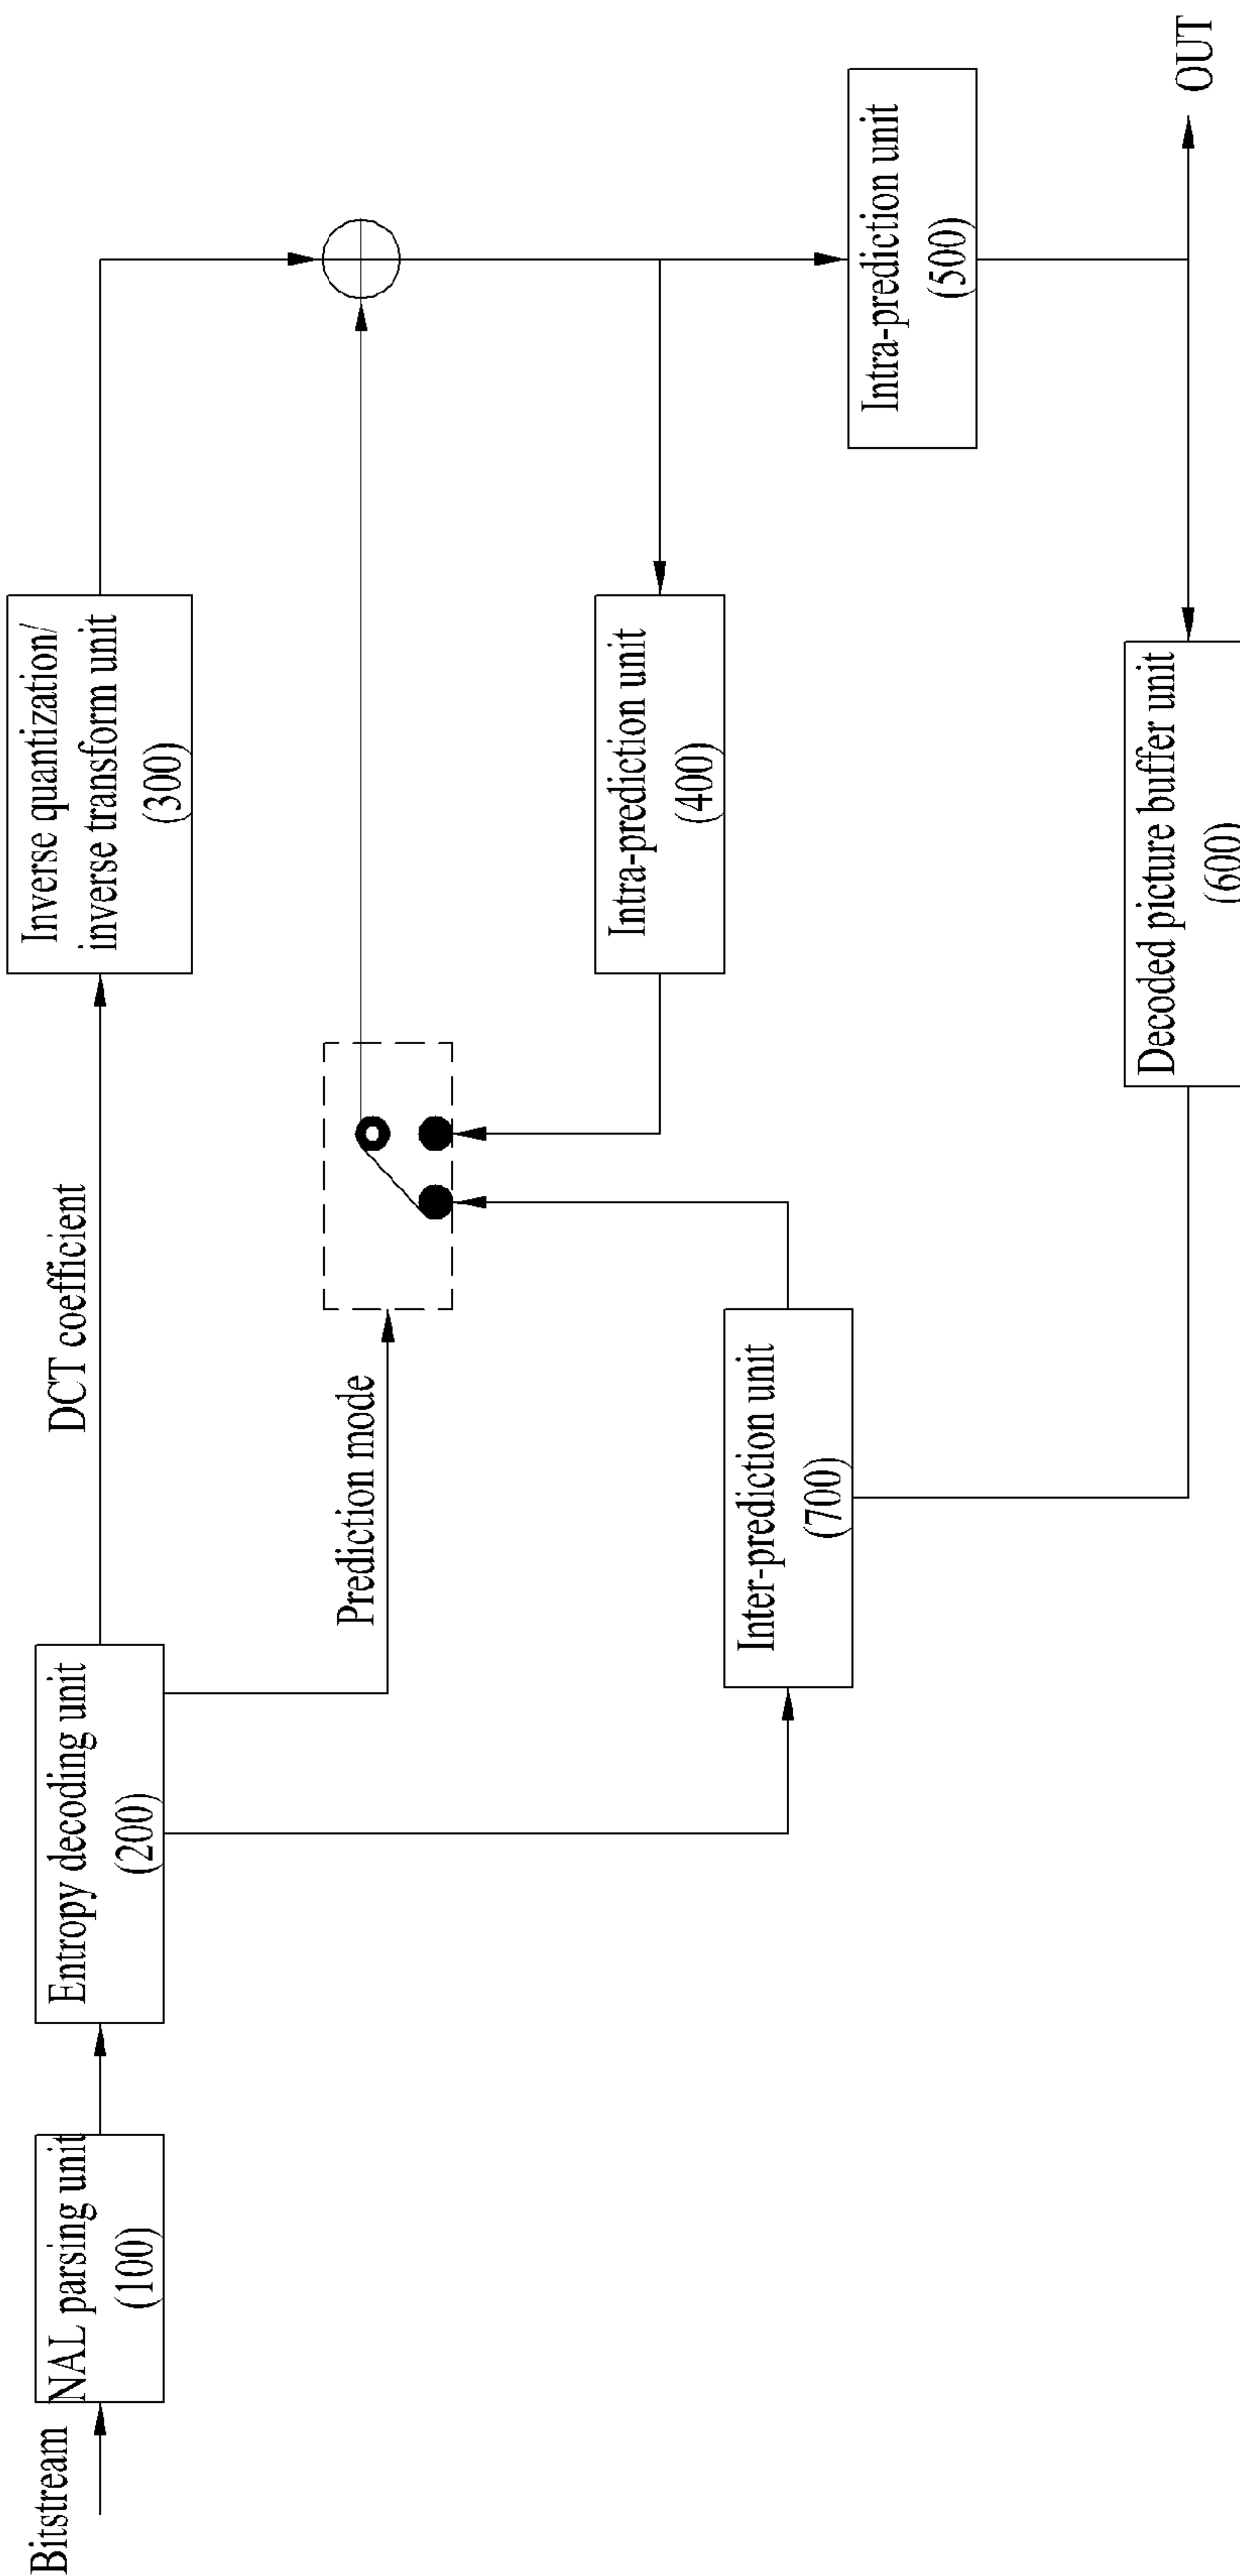 Bitstream
NAL parsing unit
(100)
Entropy decoding unit
(200)
DCT coefficient
Inverse quantization/
inverse transform unit
(300)
Prediction mode
Intra-prediction unit
(400)
Inter-prediction unit
(700)
Intra-prediction unit
(500)
Decoded picture buffer unit
(600)
OUT